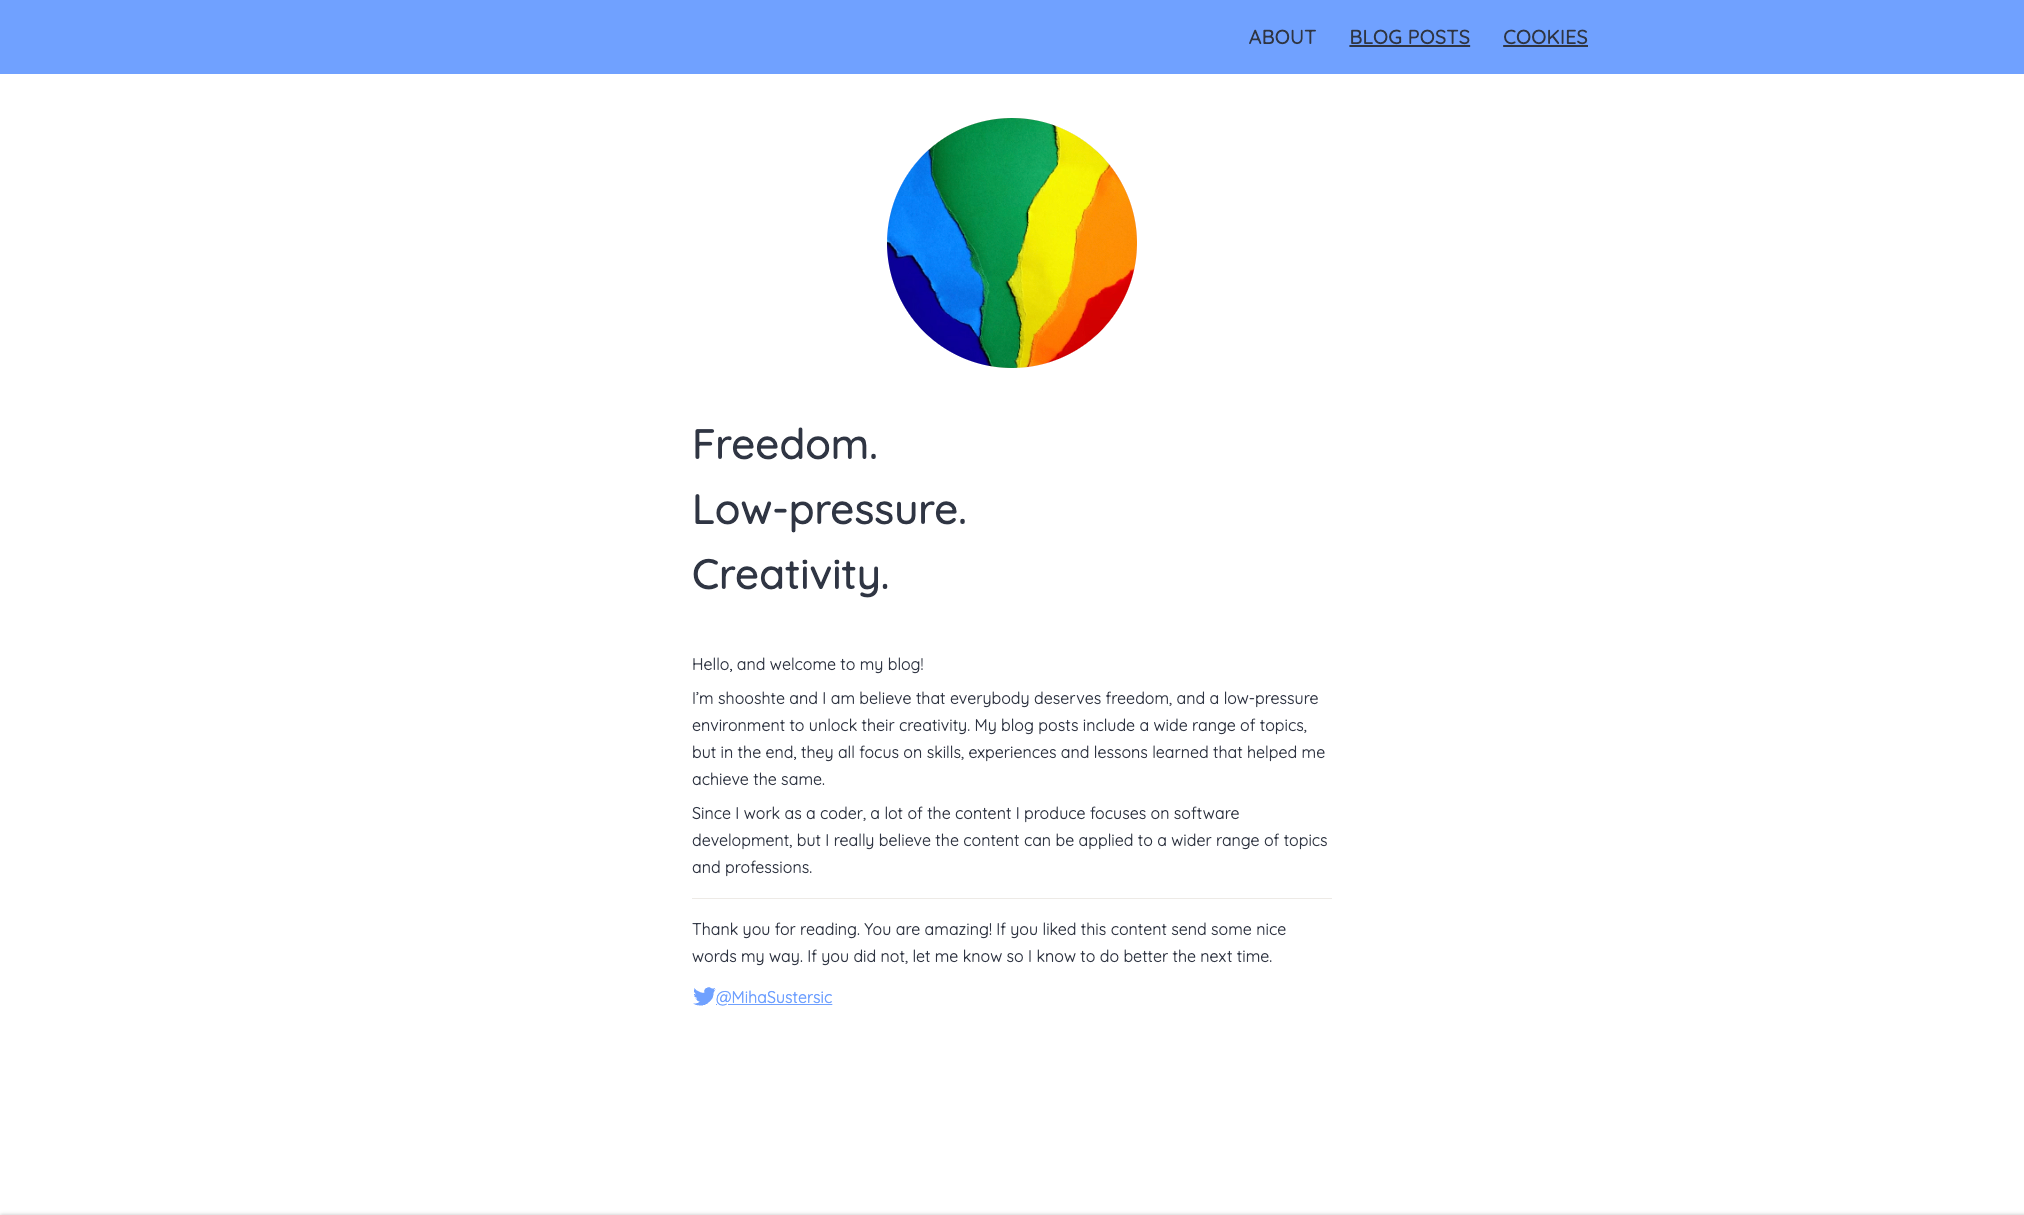 ABOUT BLOG POSTS COOKIES
Freedom.
Low-pressure.
Creativity.
Hello, and welcome to my blog!
I'm shooshte and I am believe that everybody deserves freedom, and a low-pressure
environment to unlock their creativity. My blog posts include a wide range of topics,
but in the end, they all focus on skills, experiences and lessons learned that helped me
achieve the same.
Since I work as a coder, a lot of the content I produce focuses on software
development, but I really believe the content can be applied to a wider range of topics
and professions.
Thank you for reading. You are amazing! If you liked this content send some nice
words my way. If you did not, let me know so I know to do better the next time.
@MihaSustersic